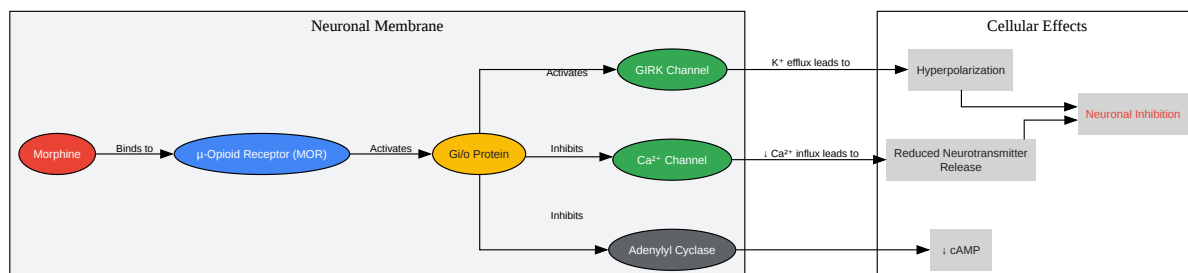 Neuronal Membrane
Cellular Effects
K⁺ efflux leads to
Activates
GIRK Channel
Hyperpolarization
Neuronal Inhibition
Morphine
Binds to
µ-Opioid Receptor (MOR)
Activates
Gi/o Protein
Inhibits
Ca²⁺ Channel
↓ Ca²⁺ influx leads to
Reduced Neurotransmitter
Release
Inhibits
Adenylyl Cyclase
↓ cAMP